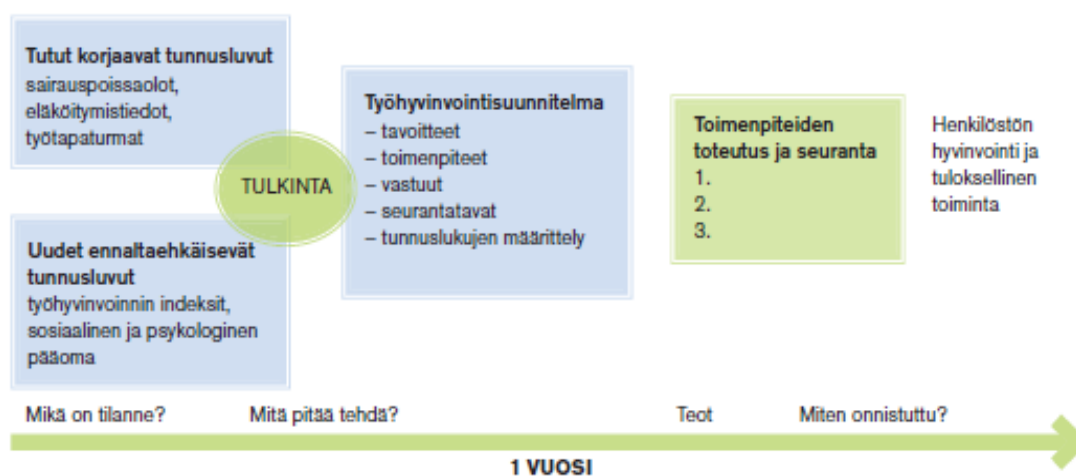 Tutut korjaavat tunnusluvut
sairauspoissaolot,
eläköitymistiedot,
työtapaturmat
Uudet ennaltaehkäisevät
tunnusluvut
työhyvinvoinnin indeksit,
sosiaalinen ja psykologinen
pääoma
TULKINTA
Työhyvinvointisuunnitelma
– tavoitteet
– toimenpiteet
– vastuut
– seurantatavat
– tunnuslukujen määrittely
Toimenpiteiden
toteutus ja seuranta
1.
2.
3.
Henkilöstön
hyvinvointi ja
tuloksellinen
toiminta
Mikä on tilanne?
Mitä pitää tehdä?
Teot
Miten onnistuttu?
1 VUOSI